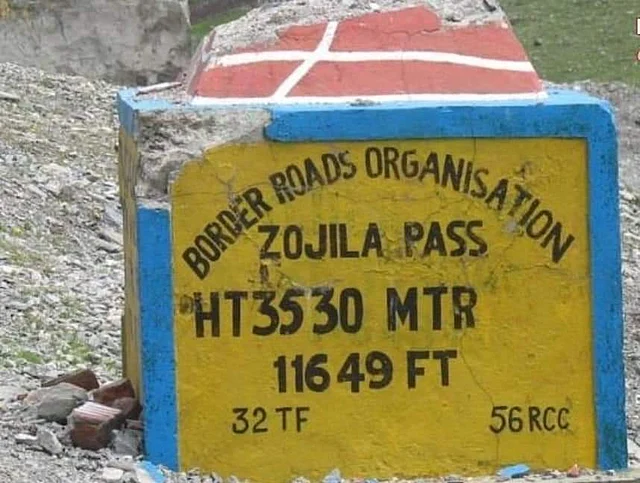 BORDER ROADS ORGANISATION
ZOJILA PASS
HT3530 MTR
11649 FT
32 TF 56 RCC